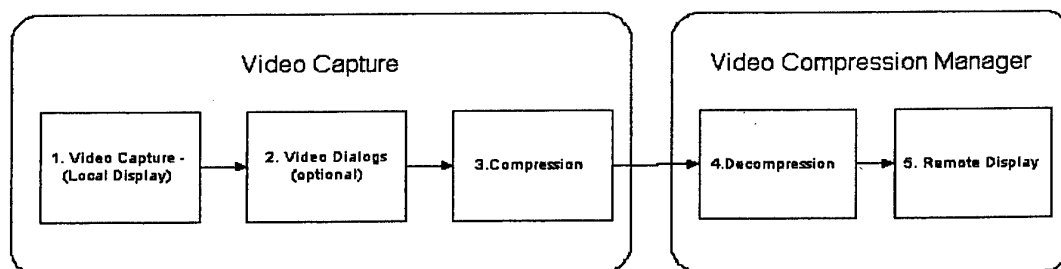 Video Capture
Video Compression Manager
1. Video Capture -
(Local Display)
2. Video Dialogs
(optional)
3.Compression
4.Decompression
5. Remote Display